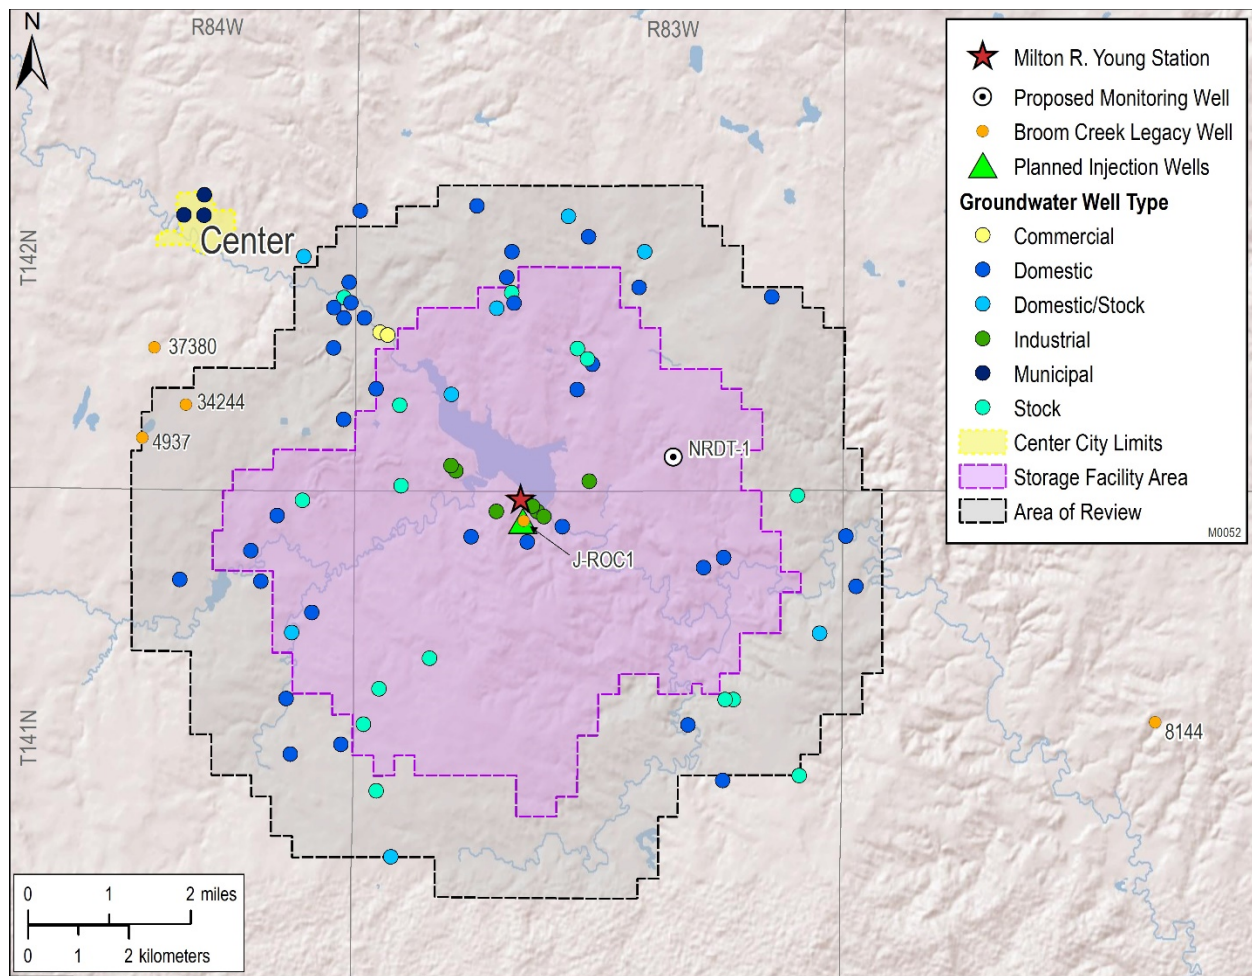 N
R84W
R83W
T142N
T141N
Center
37380
34244
4937
NRDT-1
J-ROC1
8144
Milton R. Young Station
Proposed Monitoring Well
Broom Creek Legacy Well
Planned Injection Wells
Groundwater Well Type
Commercial
Domestic
Domestic/Stock
Industrial
Municipal
Stock
Center City Limits
Storage Facility Area
Area of Review
M0052
0 1 2 miles
0 1 2 kilometers